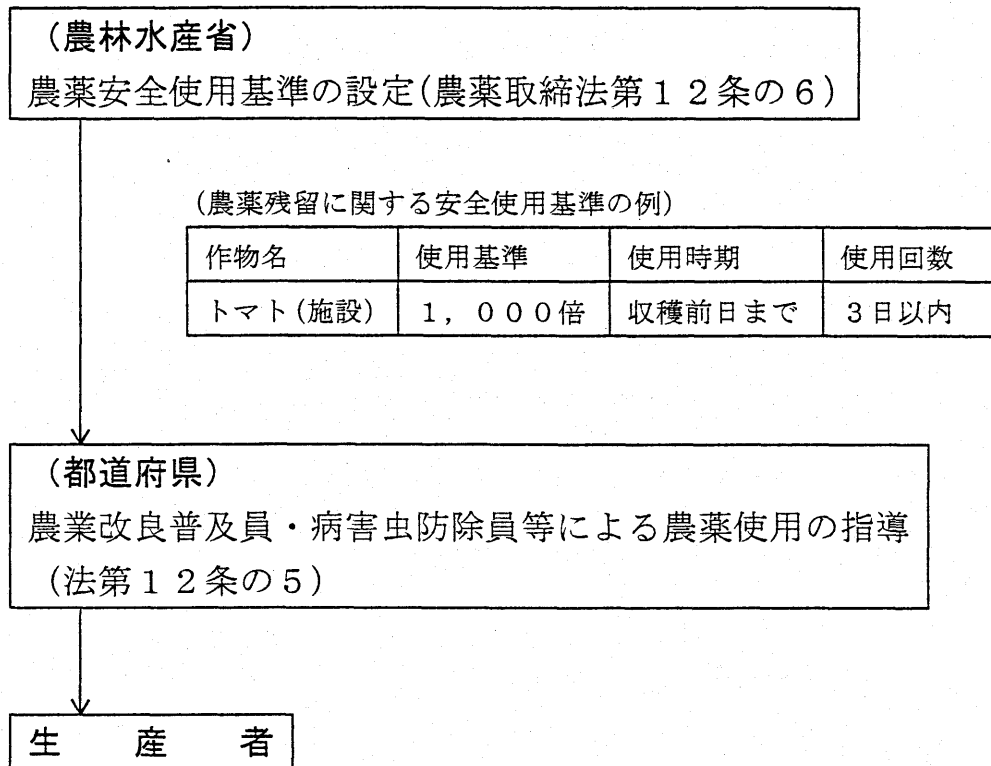 （農林水産省）
農薬安全使用基準の設定(農薬取締法第１２条の６)
(農薬残留に関する安全使用基準の例)
作物名 使用基準 使用時期 使用回数
トマト(施設) １，０００倍 収穫前日まで ３日以内
（都道府県）
農業改良普及員・病害虫防除員等による農薬使用の指導
(法第１２条の５)
生産者